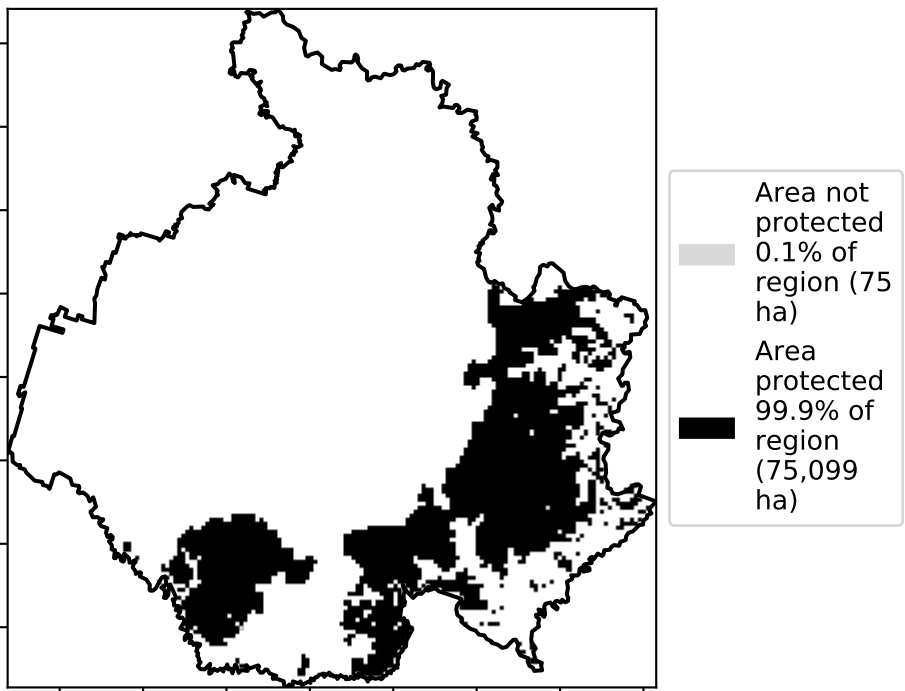 Area not
protected
0.1% of
region (75
ha)
Area
protected
99.9% of
region
(75,099
ha)